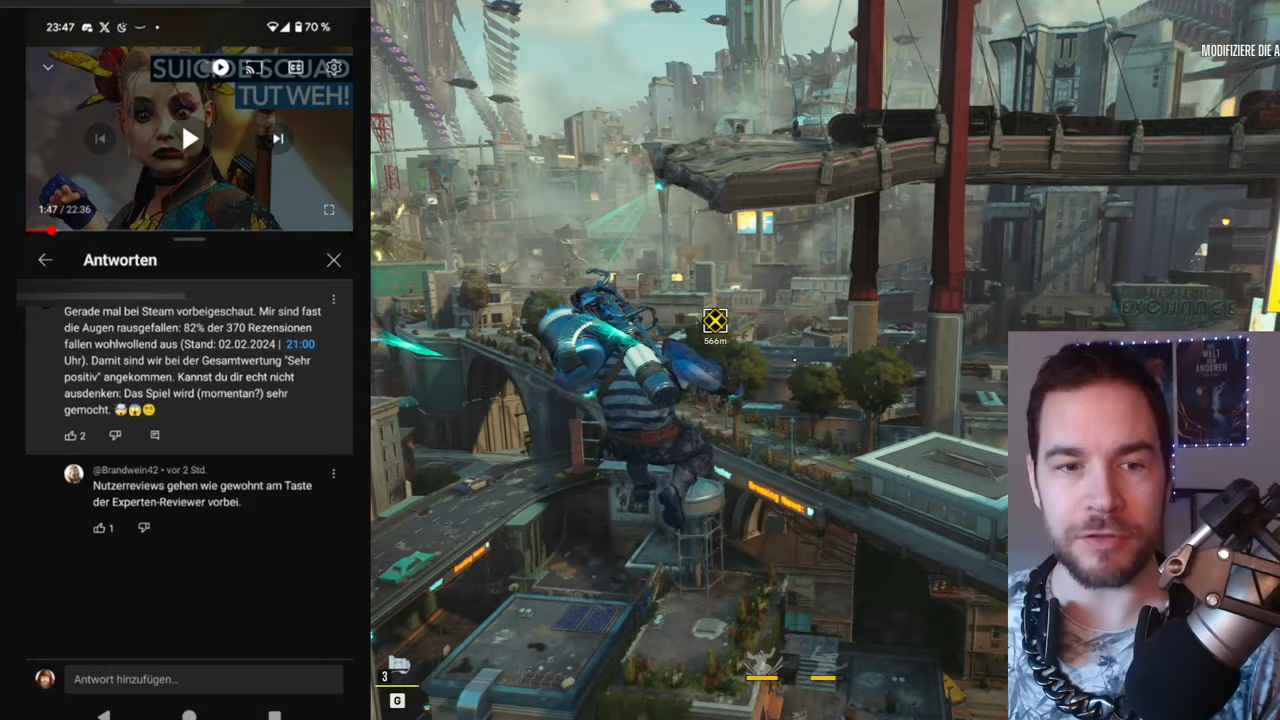 23:47
70 %
SUICIDE SQUAD
TUT WEH!
1:47 / 22:36
Antworten
Gerade mal bei Steam vorbeigeschaut. Mir sind fast
die Augen rausgefallen: 82% der 370 Rezensionen
fallen wohlwollend aus (Stand: 02.02.2024 | 21:00
Uhr). Damit sind wir bei der Gesamtwertung "Sehr
positiv" angekommen. Kannst du dir echt nicht
ausdenken: Das Spiel wird (momentan?) sehr
gemocht. 🤯😱🤨
2
@Brandwein42 • vor 2 Std.
Nutzerreviews gehen wie gewohnt am Taste
der Experten-Reviewer vorbei.
1
Antwort hinzufügen...
MODIFIZIERE DIE A
566m
EXCHANGE
Breaking News:
3
G
WELT
ANDEREN